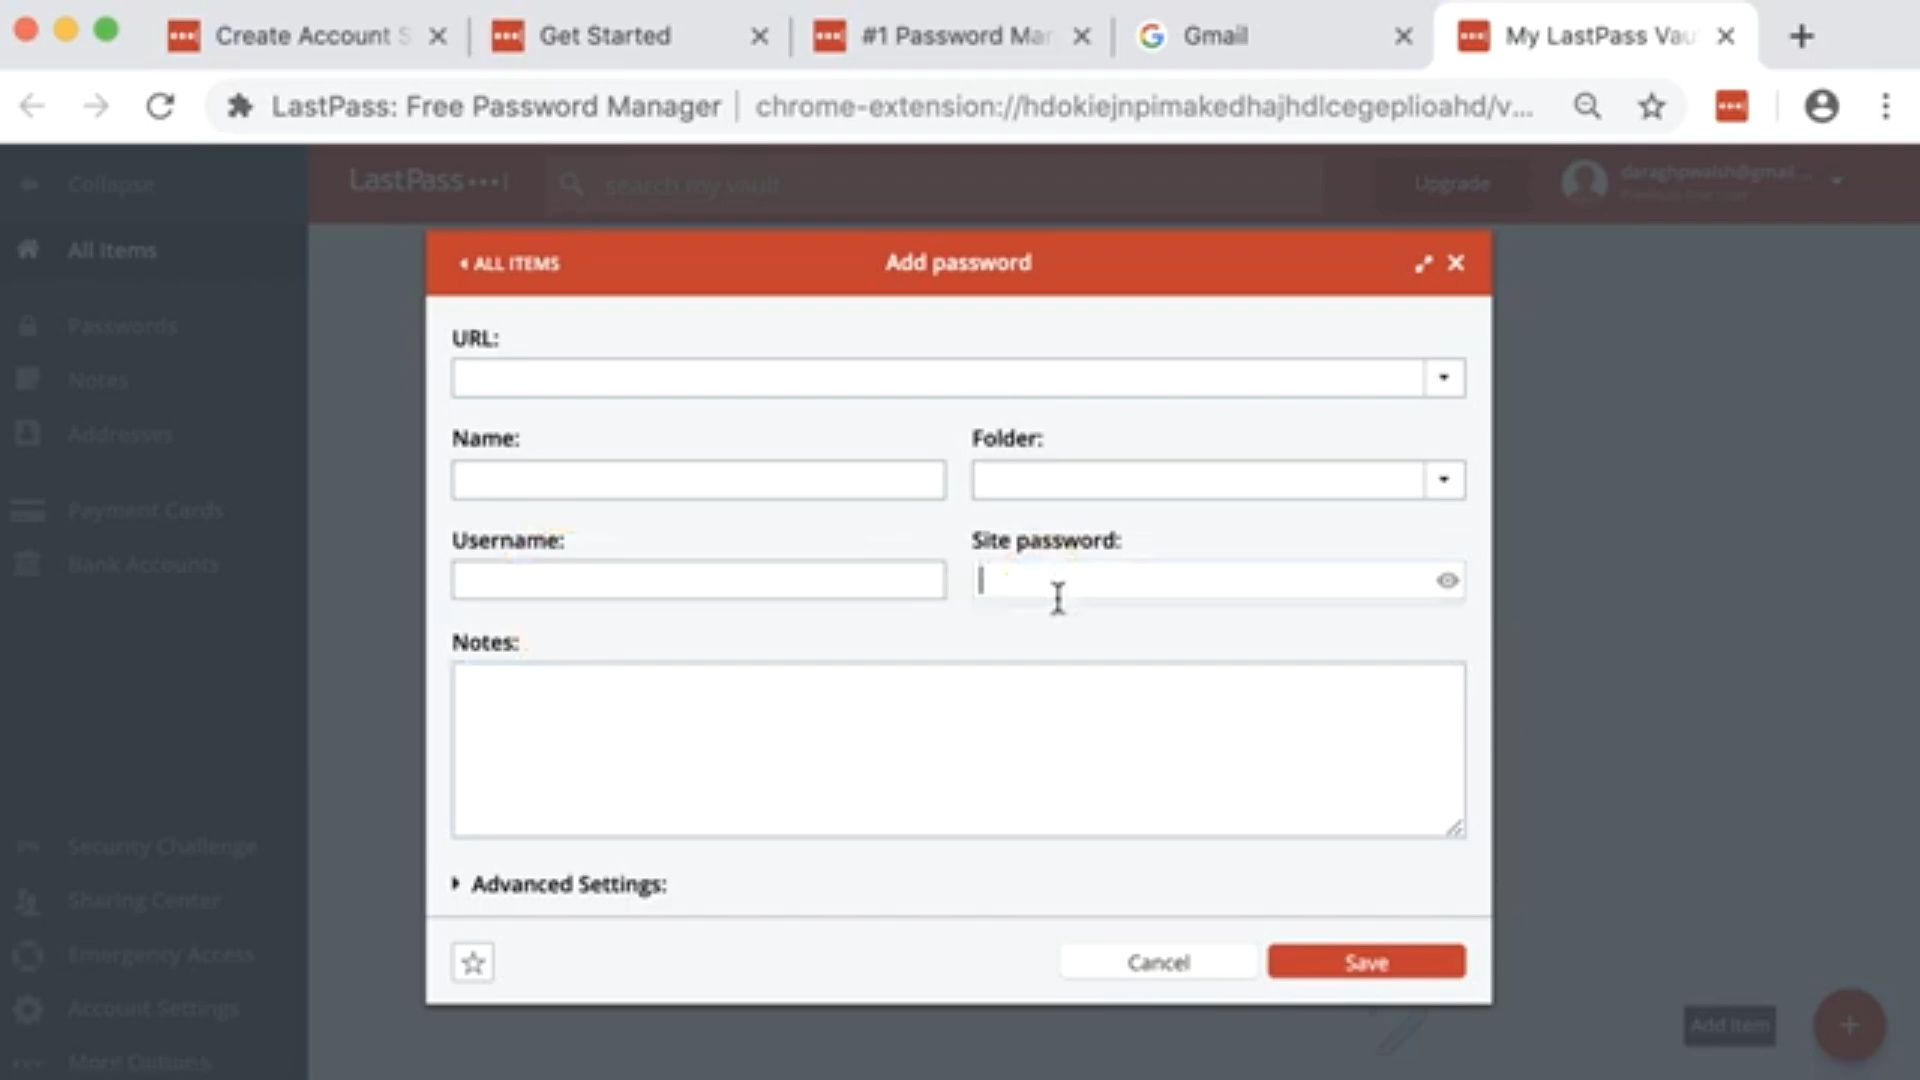 Create Account S
Get Started
#1 Password Mar
Gmail
My LastPass Vau
LastPass: Free Password Manager
chrome-extension://hdokiejnpimakedhajhdlcegeplioahd/v...
Collapse
LastPass
search my vault
Upgrade
daraghpwalsh@gmail...
All Items
Passwords
Notes
Addresses
Payment Cards
Bank Accounts
Security Challenge
Sharing Center
Emergency Access
Account Settings
More Options
ALL ITEMS
Add password
URL:
Name:
Folder:
Username:
Site password:
Notes:
Advanced Settings:
Cancel
Save
Add Item